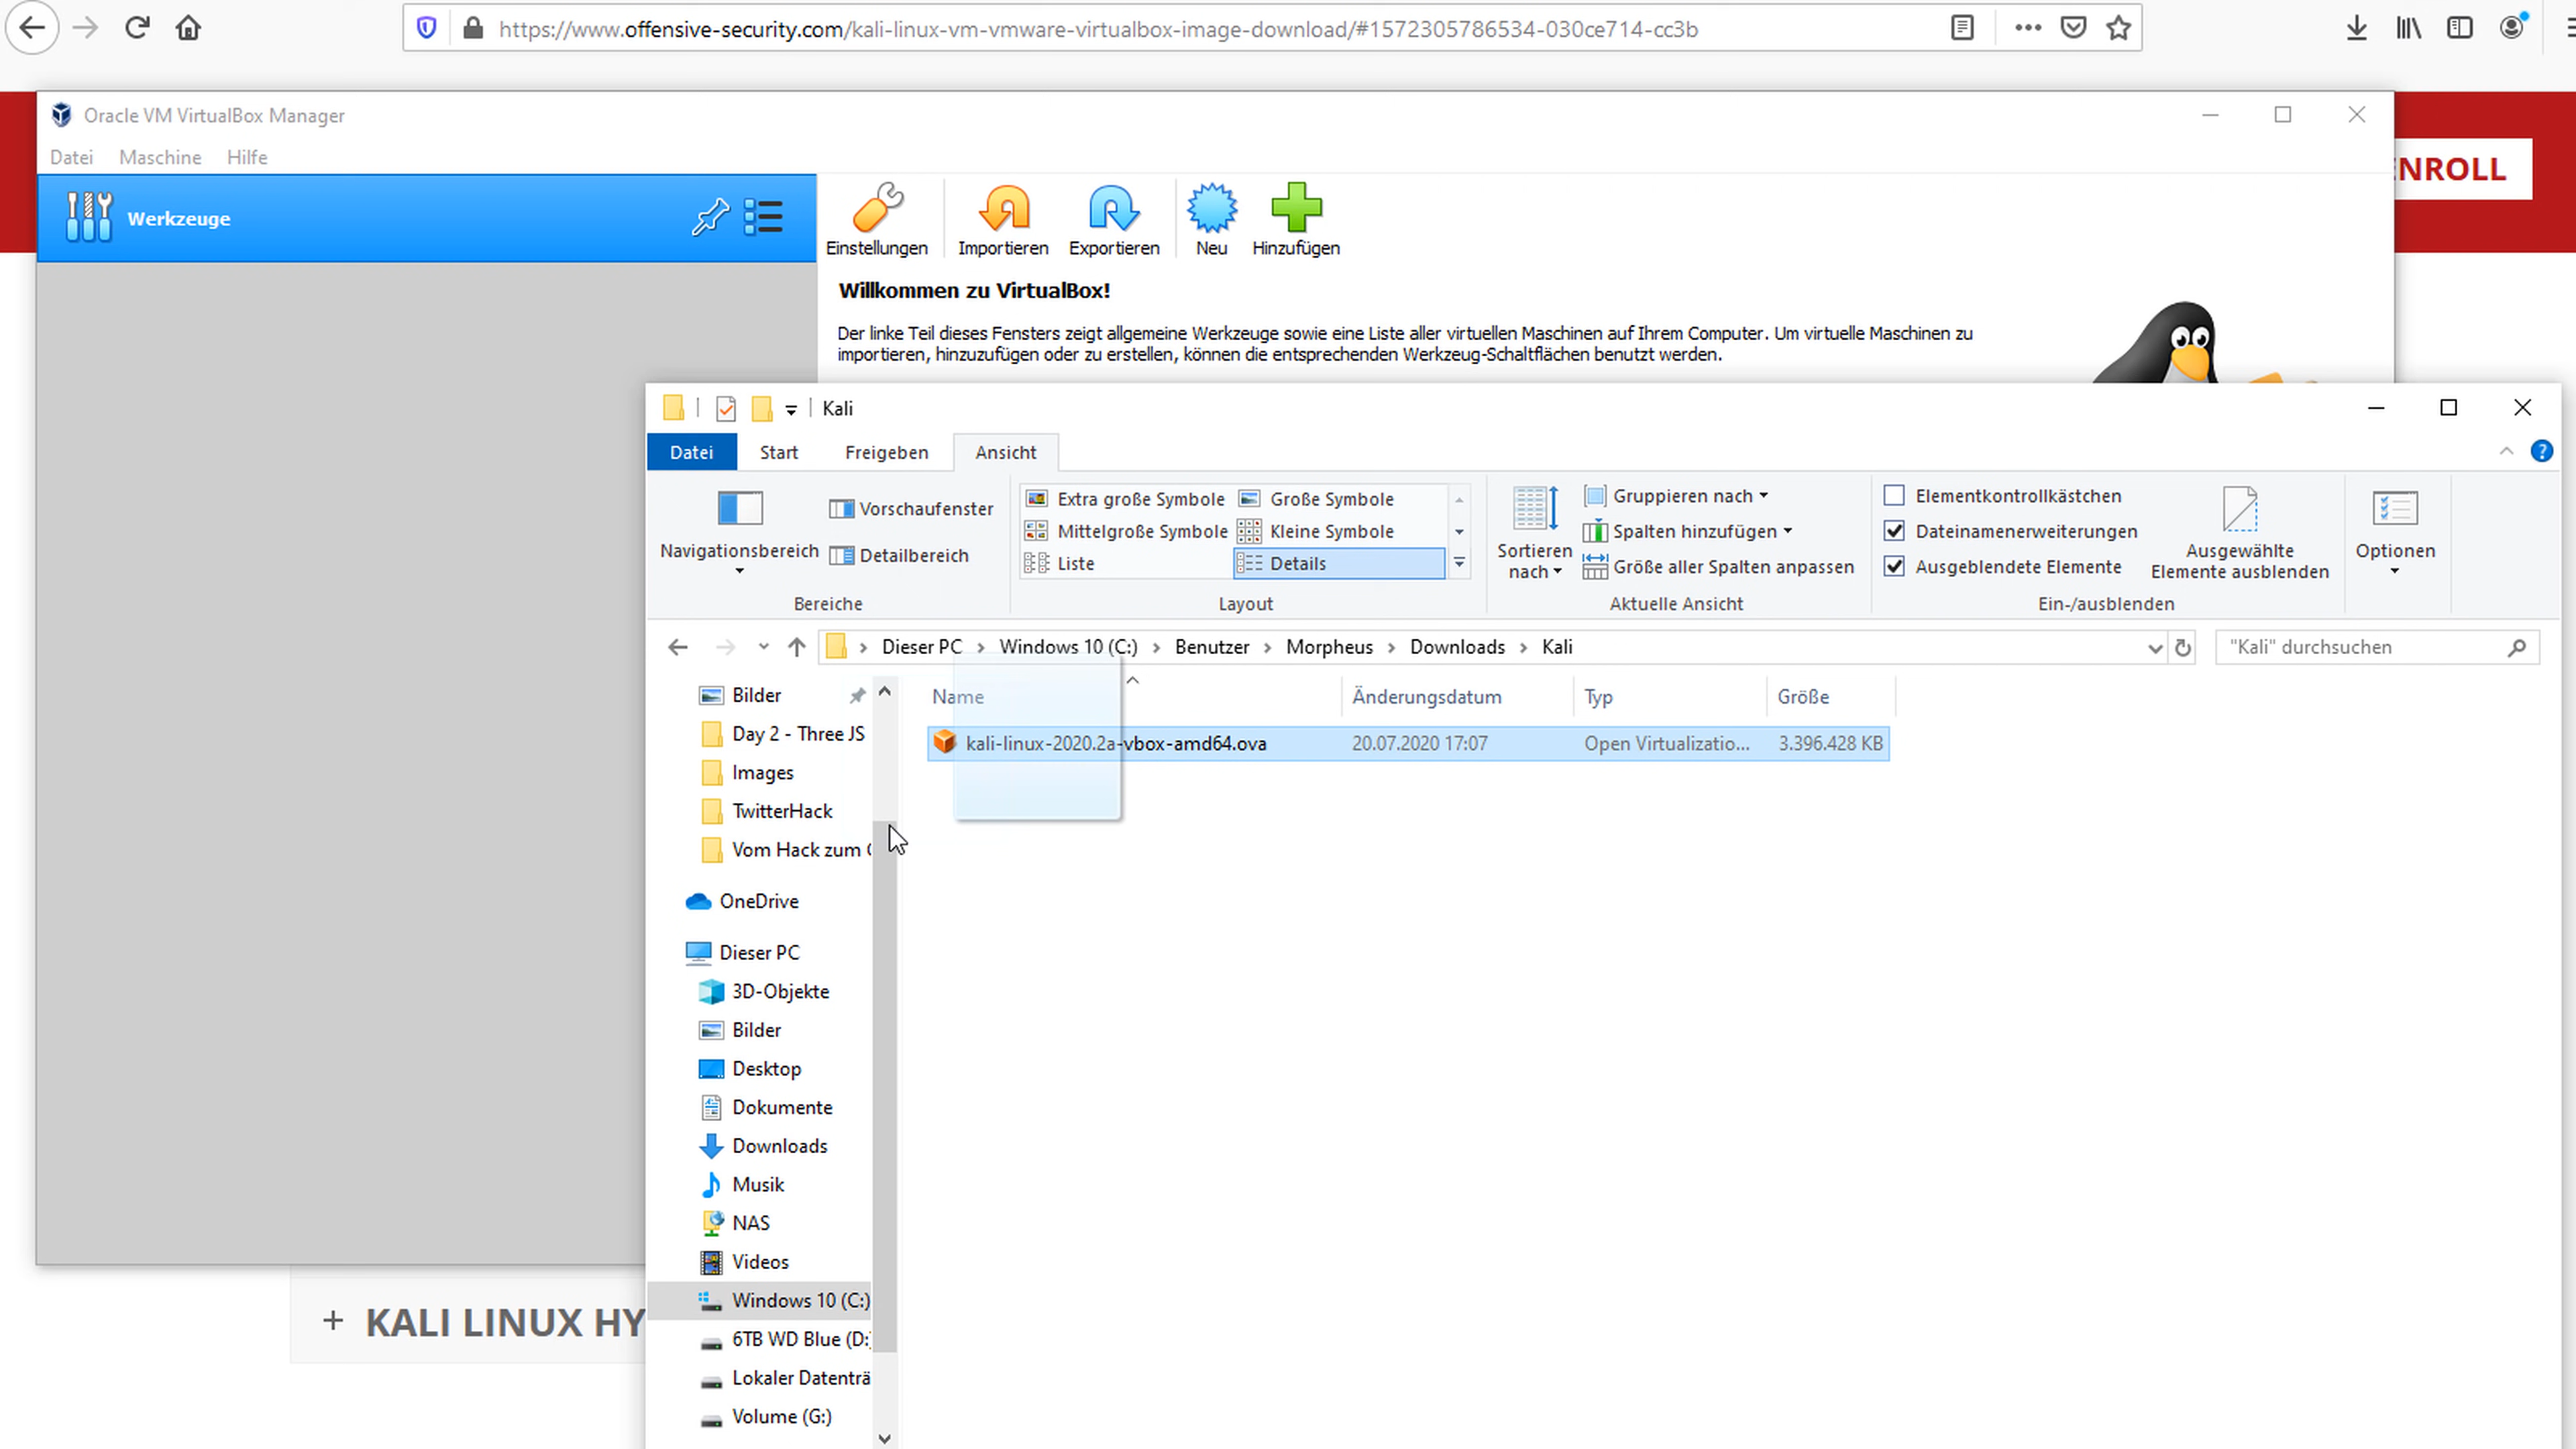 https://www.offensive-security.com/kali-linux-vm-vmware-virtualbox-image-download/#1572305786534-030ce714-cc3b
Oracle VM VirtualBox Manager
Datei Maschine Hilfe
NROLL
Werkzeuge
Einstellungen Importieren Exportieren Neu Hinzufügen
Willkommen zu VirtualBox!
Der linke Teil dieses Fensters zeigt allgemeine Werkzeuge sowie eine Liste aller virtuellen Maschinen auf Ihrem Computer. Um virtuelle Maschinen zu
importieren, hinzuzufügen oder zu erstellen, können die entsprechenden Werkzeug-Schaltflächen benutzt werden.
Kali
Datei Start Freigeben Ansicht
Extra große Symbole Große Symbole
Mittelgroße Symbole Kleine Symbole
Liste Details
Navigationsbereich
Vorschaufenster
Detailbereich
Sortieren
nach
Gruppieren nach
Spalten hinzufügen
Größe aller Spalten anpassen
Elementkontrollkästchen
Dateinamenerweiterungen
Ausgeblendete Elemente
Ausgewählte
Elemente ausblenden
Optionen
Bereiche Layout Aktuelle Ansicht Ein-/ausblenden
Dieser PC Windows 10 (C:) Benutzer Morpheus Downloads Kali
"Kali" durchsuchen
Name Änderungsdatum Typ Größe
kali-linux-2020.2a-vbox-amd64.ova 20.07.2020 17:07 Open Virtualizatio... 3.396.428 KB
Bilder
Day 2 - Three JS
Images
TwitterHack
Vom Hack zum
OneDrive
Dieser PC
3D-Objekte
Bilder
Desktop
Dokumente
Downloads
Musik
NAS
Videos
Windows 10 (C:)
6TB WD Blue (D:
Lokaler Datenträ
Volume (G:)
+ KALI LINUX HY